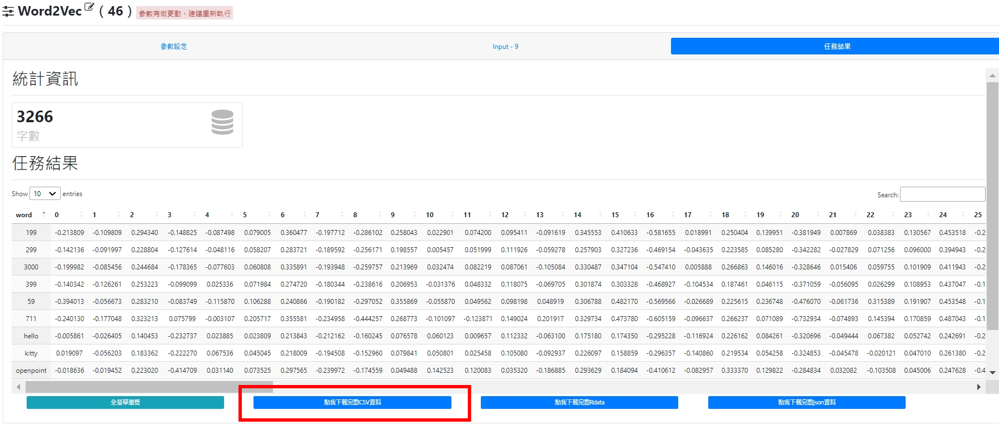 Word2Vec ( 46 ) 參數有做更動，建議重新執行
參數設定 Input - 9 任務結果
統計資訊
3266
字數
任務結果
Show 10 entries Search:
word 0 1 2 3 4 5 6 7 8 9 10 11 12 13 14 15 16 17 18 19 20 21 22 23 24 25
199 -0.213809 -0.109809 0.294340 -0.148825 -0.087498 0.079005 0.360477 -0.197712 -0.286102 0.258043 0.022901 0.074200 0.095411 -0.091619 0.345553 0.410633 -0.581655 0.018991 0.250404 0.139951 -0.381949 0.007869 0.038383 0.130567 0.453518 -0.2
299 -0.142136 -0.091997 0.228804 -0.127614 -0.048116 0.058207 0.283721 -0.189592 -0.256171 0.198557 0.005457 0.051999 0.111926 -0.059278 0.257903 0.327236 -0.469154 -0.043635 0.223585 0.085280 -0.342282 -0.027829 0.071256 0.096000 0.394943 -0.2
3000 -0.199982 -0.085456 0.244684 -0.178365 -0.077603 0.060808 0.335891 -0.193948 -0.259757 0.213969 0.032474 0.082219 0.087061 -0.105084 0.330487 0.347104 -0.547410 0.005888 0.266863 0.146016 -0.328646 0.015406 0.059755 0.101909 0.411943 -0.2
399 -0.140342 -0.126261 0.253223 -0.099099 0.025336 0.071984 0.274720 -0.180344 -0.238616 0.206953 -0.031376 0.048332 0.118075 -0.069705 0.301874 0.303328 -0.468927 -0.104534 0.187461 0.046115 -0.371059 -0.056095 0.026299 0.108953 0.437047 -0.1
59 -0.394013 -0.056673 0.283210 -0.083749 -0.115870 0.106288 0.240866 -0.190182 -0.297052 0.355869 -0.055870 0.049562 0.098198 0.048919 0.306788 0.482170 -0.569566 -0.026689 0.225615 0.236748 -0.476070 -0.061736 0.315389 0.191907 0.453548 -0.1
711 -0.240130 -0.177048 0.323213 0.075799 -0.003107 0.205717 0.355581 -0.234958 -0.444257 0.268773 -0.101097 -0.123871 0.149024 0.201917 0.329734 0.473780 -0.605159 -0.096637 0.266237 0.071089 -0.732934 -0.074893 0.145394 0.170859 0.487043 -0.1
hello -0.005861 -0.026405 0.140453 -0.232737 0.023885 0.023809 0.213843 -0.212162 -0.160245 0.076578 0.060123 0.009657 0.112332 -0.063100 0.175180 0.174350 -0.295228 -0.116924 0.226162 0.084261 -0.320696 -0.049444 0.067382 0.052742 0.242691 -0.2
kitty 0.019097 -0.056203 0.183362 -0.222270 0.067536 0.045045 0.218009 -0.194508 -0.152960 0.079841 0.050801 0.025458 0.105080 -0.092937 0.226097 0.158859 -0.296357 -0.140860 0.219534 0.054258 -0.324853 -0.045478 -0.020121 0.047010 0.261380 -0.2
openpoint -0.018636 -0.019452 0.223020 -0.414709 0.031140 0.073525 0.297565 -0.239972 -0.174559 0.049488 0.142523 0.120083 0.035320 -0.186885 0.293629 0.184094 -0.410612 -0.082957 0.333370 0.129822 -0.284834 0.032082 -0.103508 0.045006 0.247628 -0.4
全螢幕瀏覽 點我下載完整CSV資料 點我下載完整Rdata 點我下載完整json資料